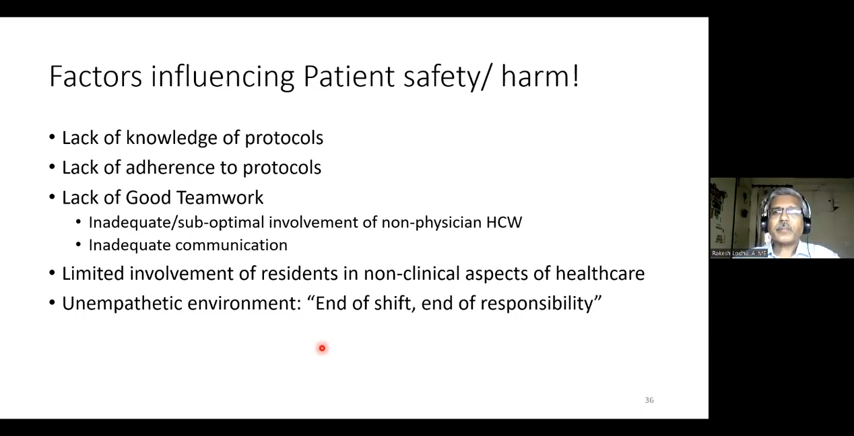 Factors influencing Patient safety/ harm!
• Lack of knowledge of protocols
• Lack of adherence to protocols
• Lack of Good Teamwork
• Inadequate/sub-optimal involvement of non-physician HCW
• Inadequate communication
• Limited involvement of residents in non-clinical aspects of healthcare
• Unempathetic environment: “End of shift, end of responsibility”
36
Rakesh Lodha